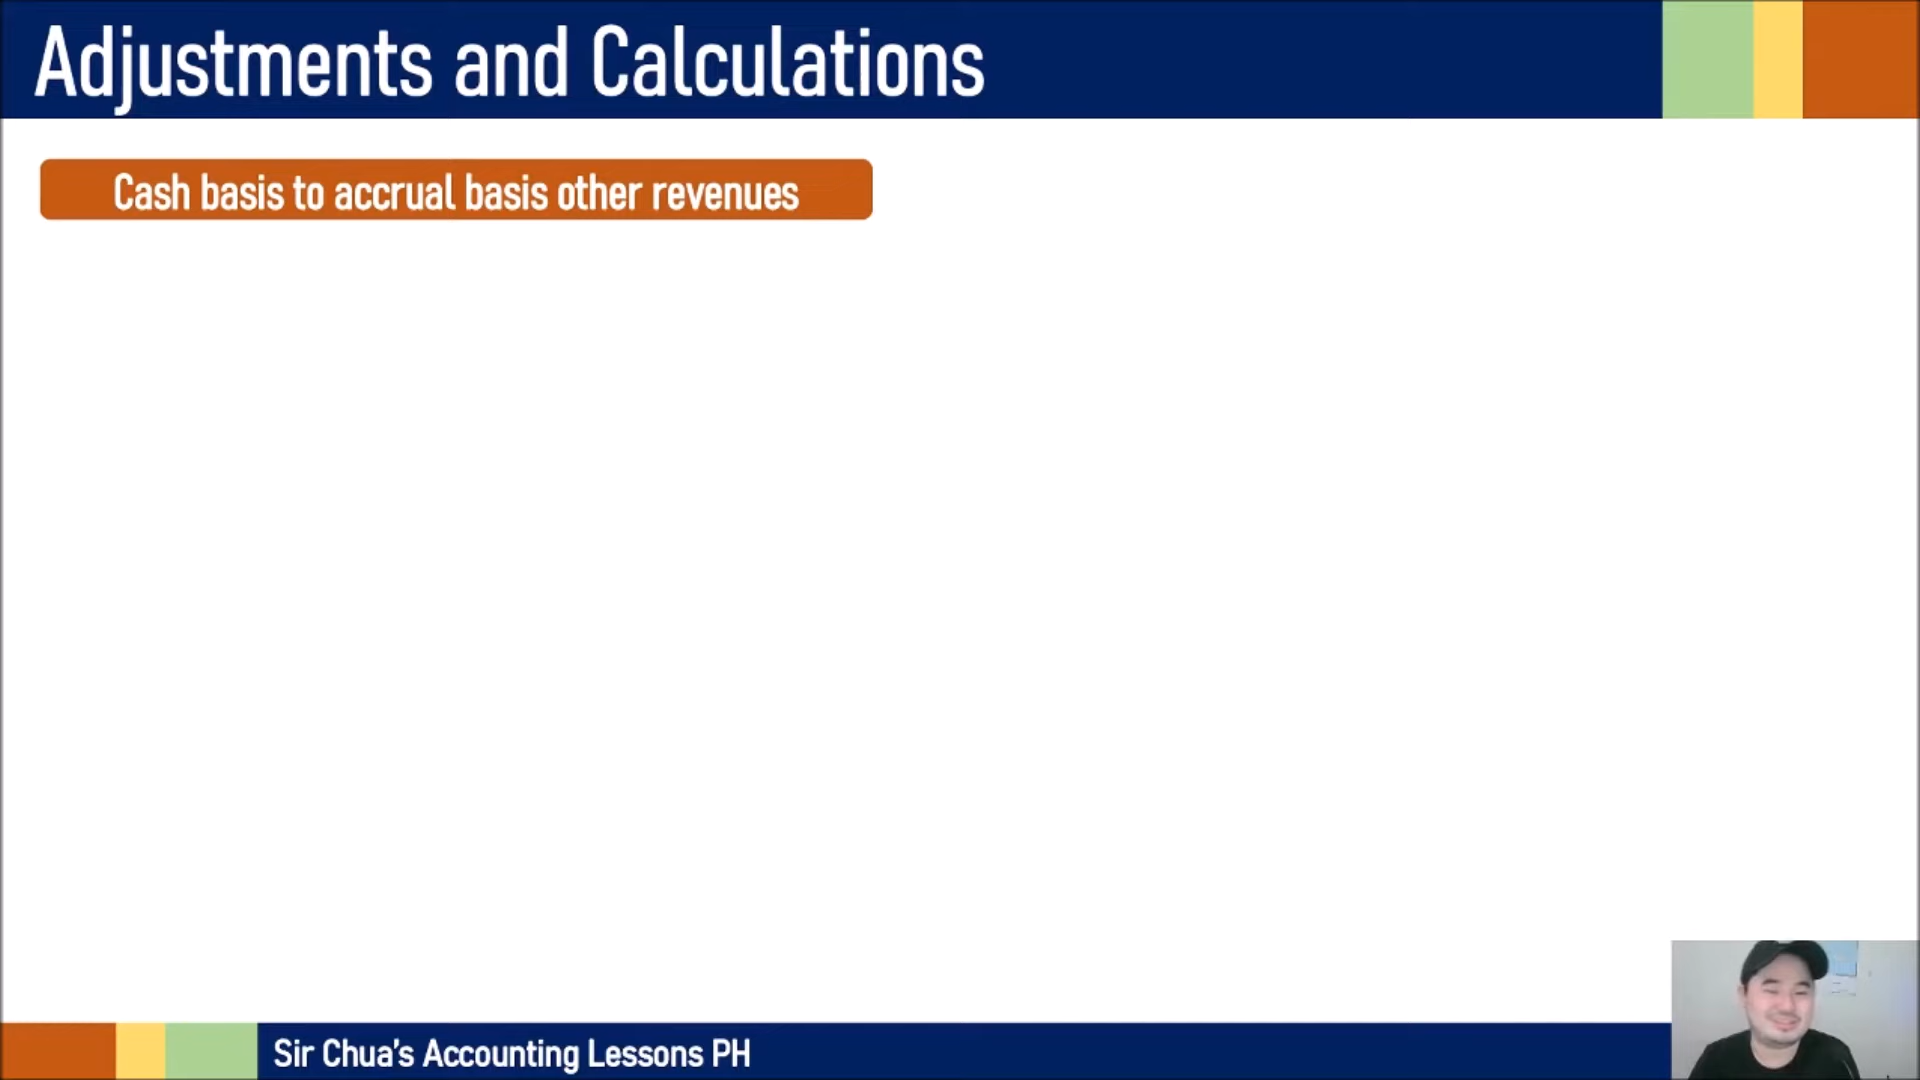 Adjustments and Calculations
Cash basis to accrual basis other revenues
Sir Chua's Accounting Lessons PH